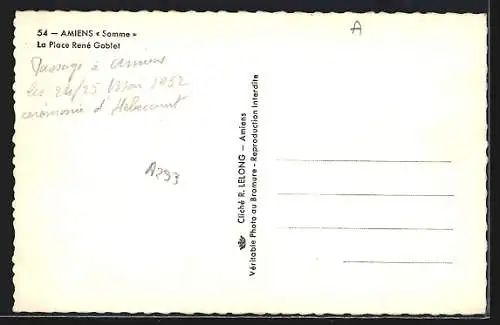 54 — AMIENS « Somme »
La Place René Goblet
Passage à Amiens
les 24/25 Mai 1952
cérémonie d'Hébécourt
A293
A
Cliché R. LELONG — Amiens
Véritable Photo au Bromure - Reproduction Interdite